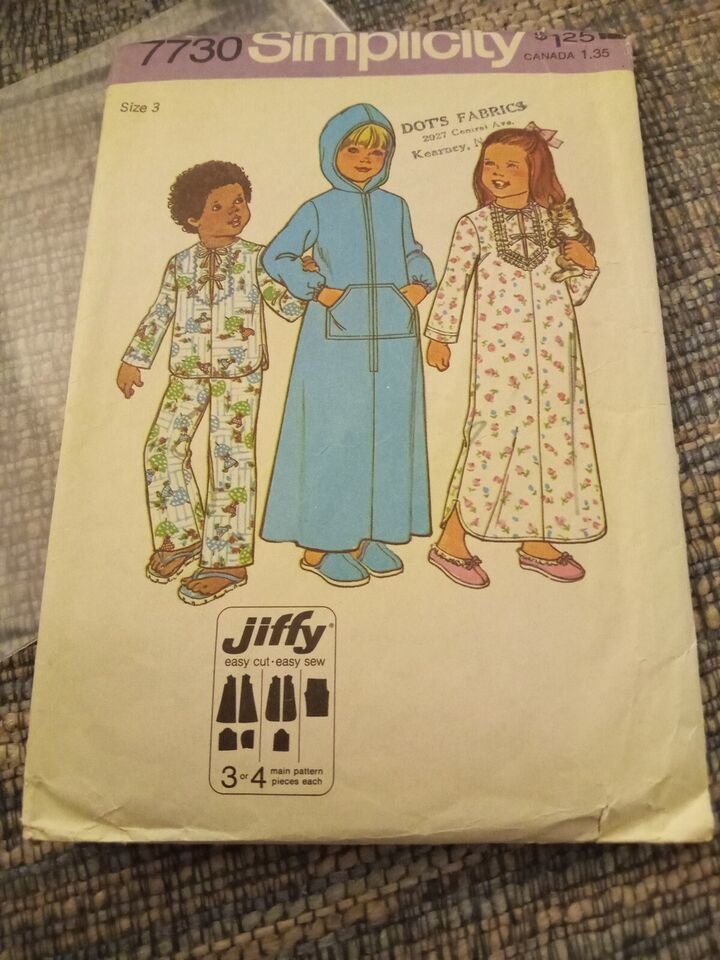 7730 Simplicity $1.25
CANADA 1.35
Size 3
DOT'S FABRICS
2927 Central Ave.
Kearney, N
jiffy®
easy cut · easy sew
3 or 4 main pattern
pieces each